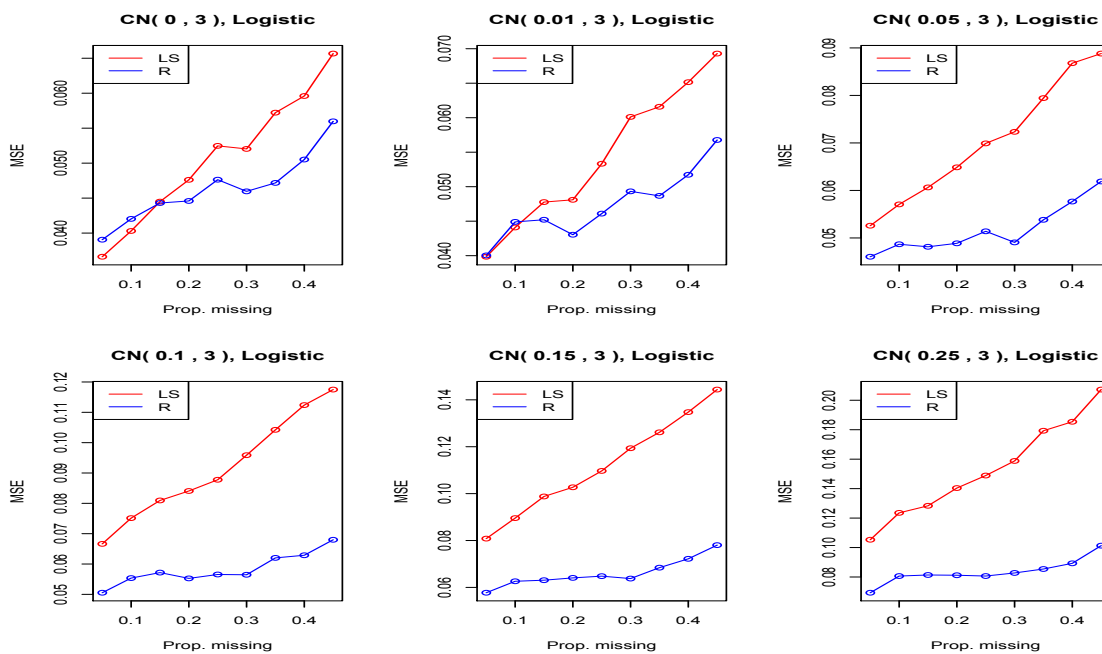 CN( 0 , 3 ), Logistic
LS
R
MSE
0.040 0.050 0.060
0.1 0.2 0.3 0.4
Prop. missing
CN( 0.01 , 3 ), Logistic
LS
R
MSE
0.040 0.050 0.060 0.070
0.1 0.2 0.3 0.4
Prop. missing
CN( 0.05 , 3 ), Logistic
LS
R
MSE
0.05 0.06 0.07 0.08 0.09
0.1 0.2 0.3 0.4
Prop. missing
CN( 0.1 , 3 ), Logistic
LS
R
MSE
0.05 0.06 0.07 0.08 0.09 0.10 0.11 0.12
0.1 0.2 0.3 0.4
Prop. missing
CN( 0.15 , 3 ), Logistic
LS
R
MSE
0.06 0.08 0.10 0.12 0.14
0.1 0.2 0.3 0.4
Prop. missing
CN( 0.25 , 3 ), Logistic
LS
R
MSE
0.08 0.10 0.12 0.14 0.16 0.18 0.20
0.1 0.2 0.3 0.4
Prop. missing